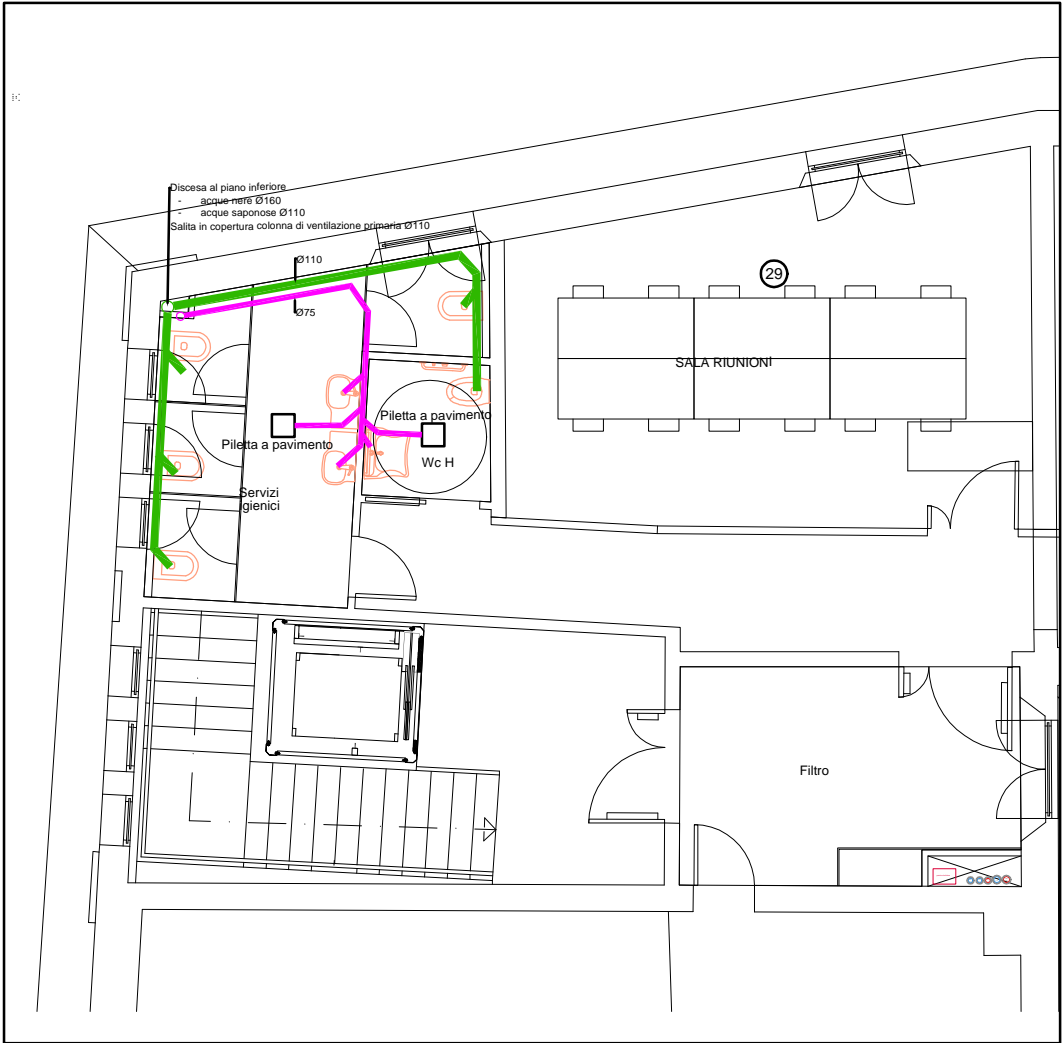 Discesa al piano inferiore
- acque nere Ø160
- acque saponose Ø110
Salita in copertura colonna di ventilazione primaria Ø110
Ø110
29
Ø75
SALA RIUNIONI
Piletta a pavimento
Piletta a pavimento
Wc H
Servizi
igienici
Filtro